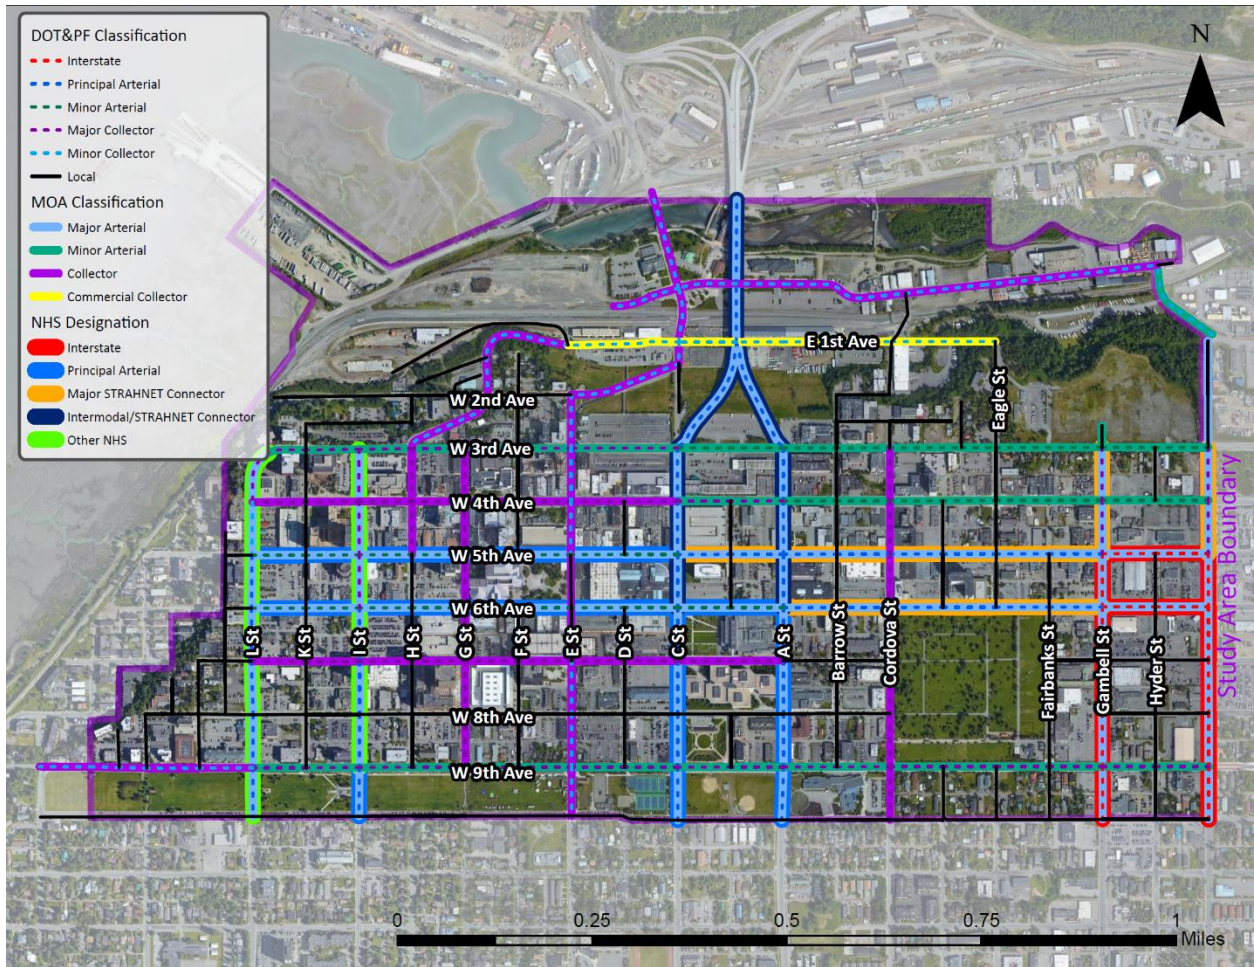 DOT&PF Classification
Interstate
Principal Arterial
Minor Arterial
Major Collector
Minor Collector
Local
MOA Classification
Major Arterial
Minor Arterial
Collector
Commercial Collector
NHS Designation
Interstate
Principal Arterial
Major STRAHNET Connector
Intermodal/STRAHNET Connector
Other NHS
N
E 1st Ave
Eagle St
W 2nd Ave
W 3rd Ave
W 4th Ave
W 5th Ave
W 6th Ave
L St
K St
I St
H St
G St
F St
E St
D St
C St
A St
Barrow St
Cordova St
Fairbanks St
Gambell St
Hyder St
Study Area Boundary
W 8th Ave
W 9th Ave
0
0.25
0.5
0.75
1
Miles